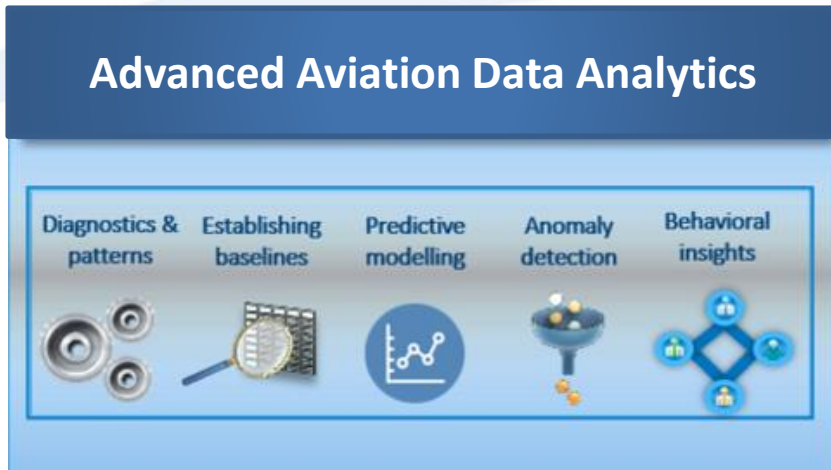 Advanced Aviation Data Analytics
Diagnostics &
patterns
Establishing
baselines
Predictive
modelling
Anomaly
detection
Behavioral
insights